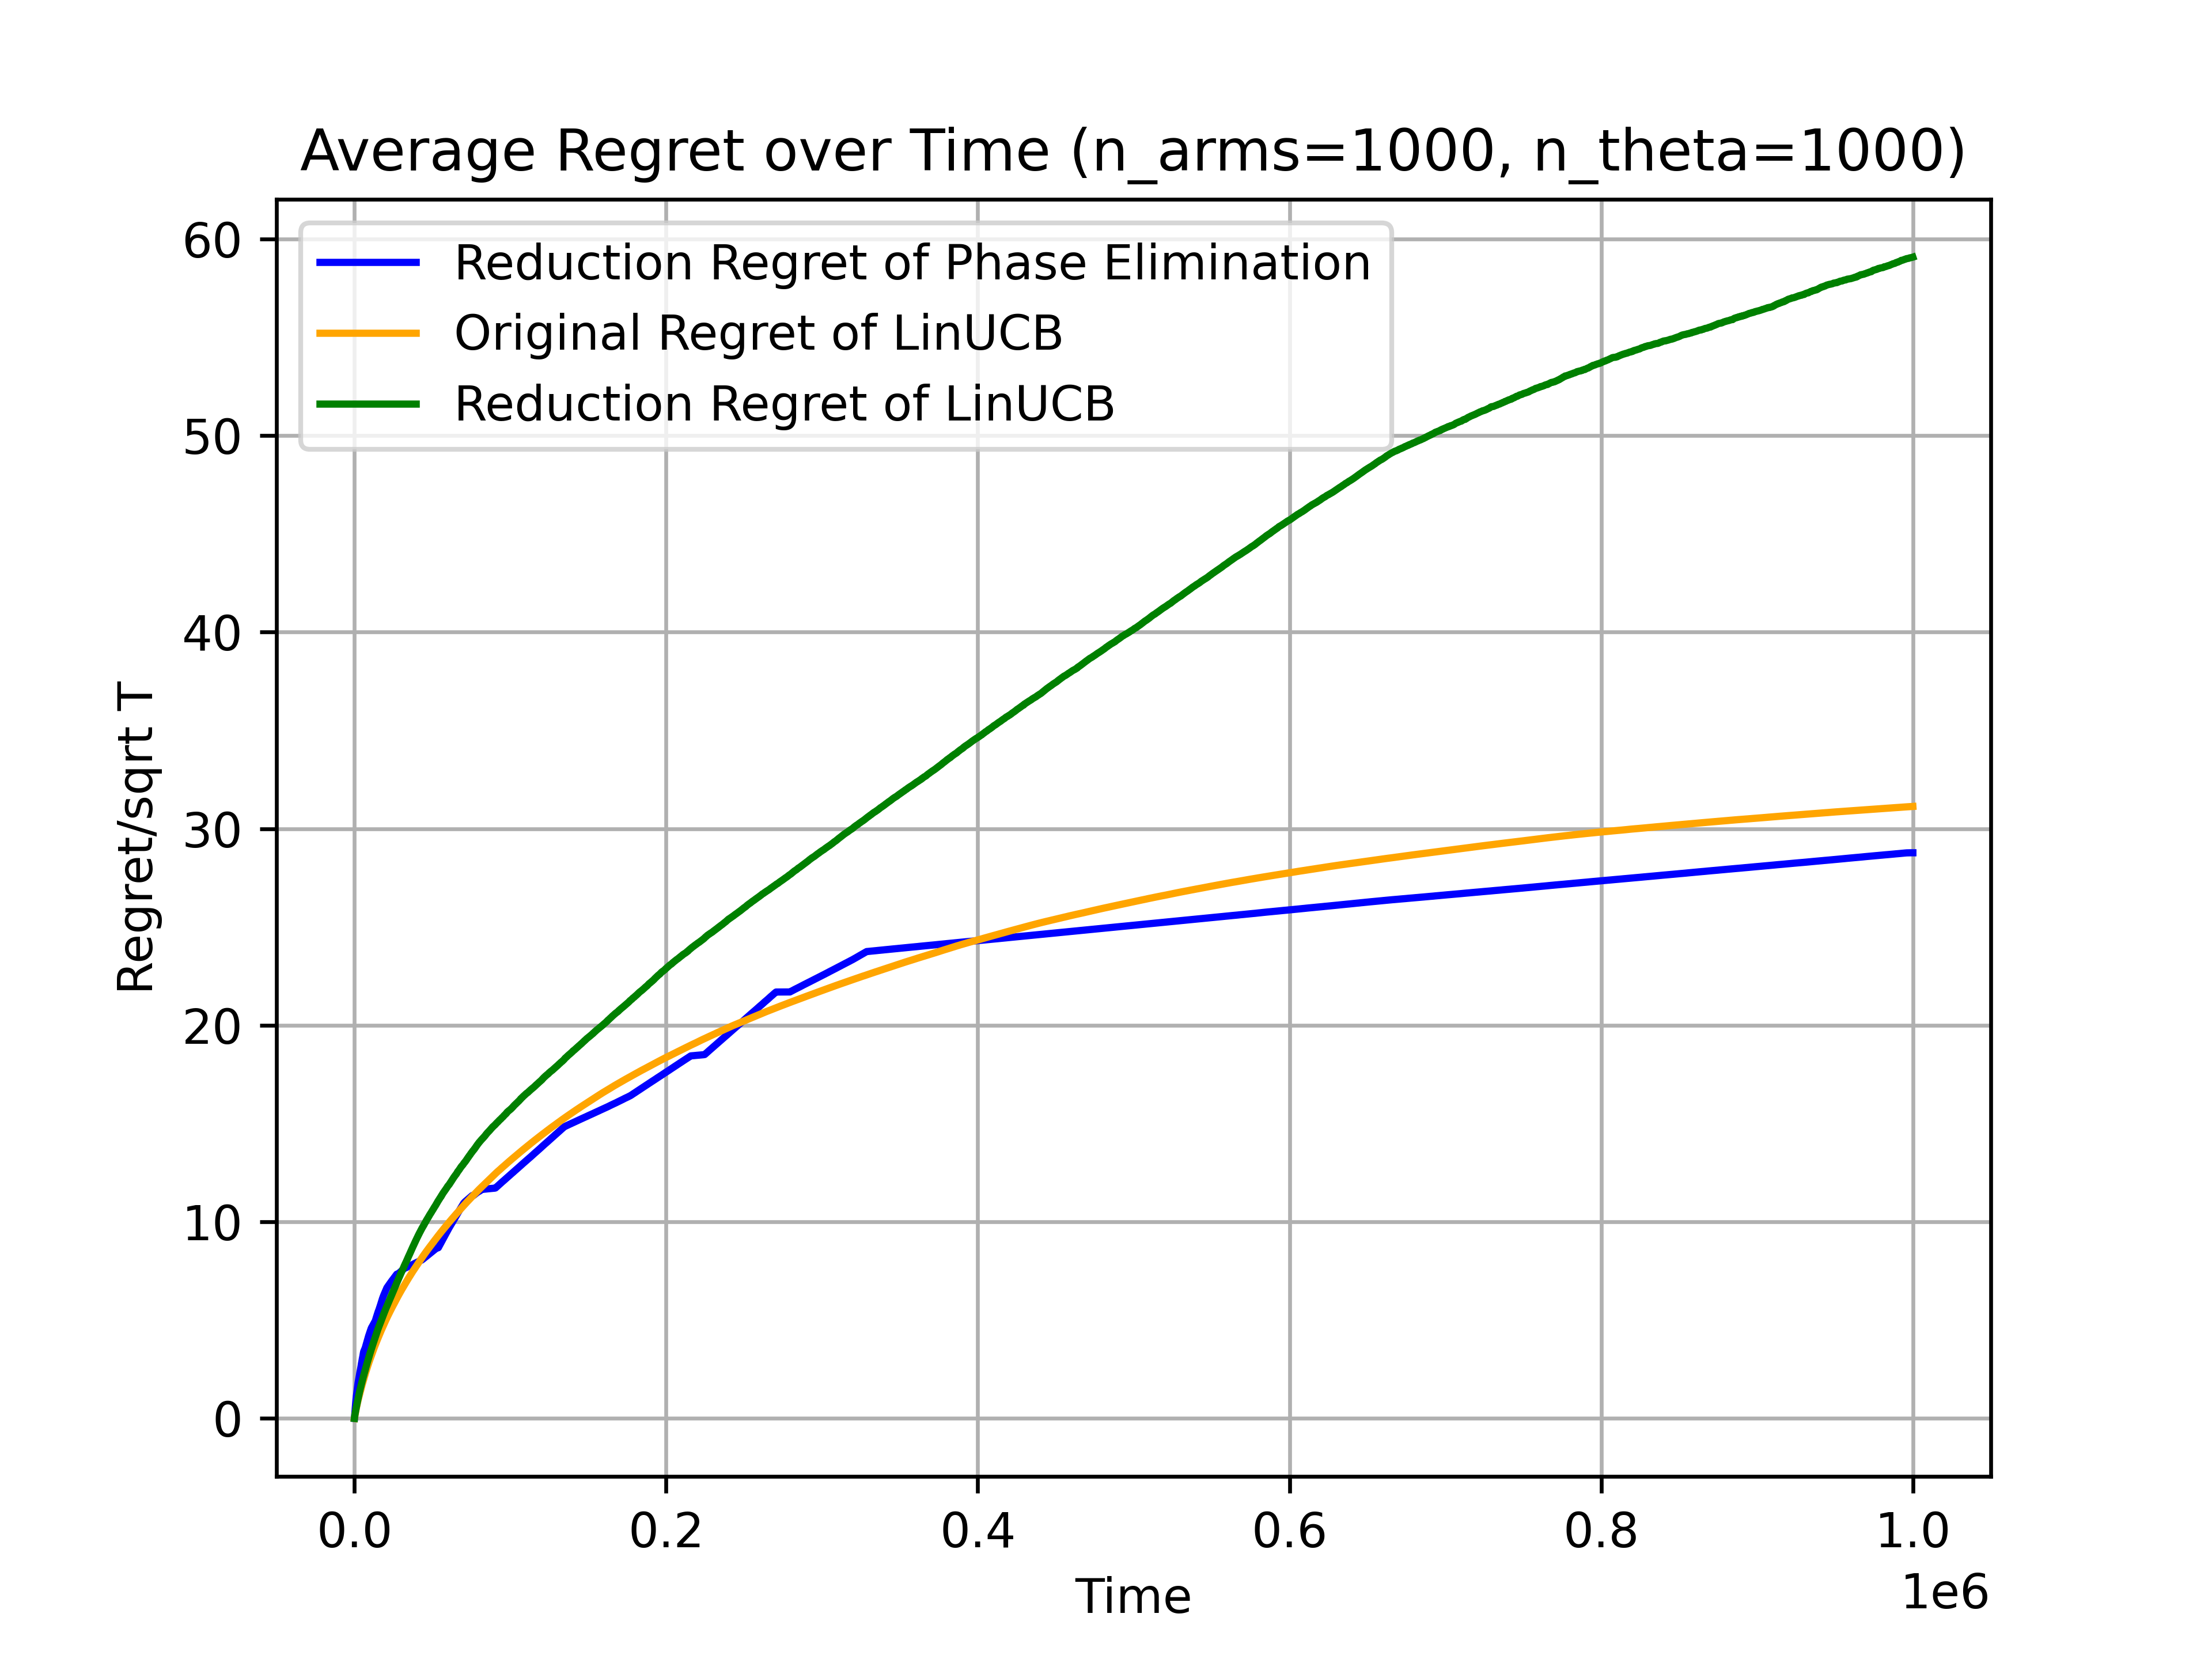 Average Regret over Time (n_arms=1000, n_theta=1000)
Reduction Regret of Phase Elimination
Original Regret of LinUCB
Reduction Regret of LinUCB
60
50
40
30
20
10
0
Regret/sqrt T
0.0 0.2 0.4 0.6 0.8 1.0
1e6
Time